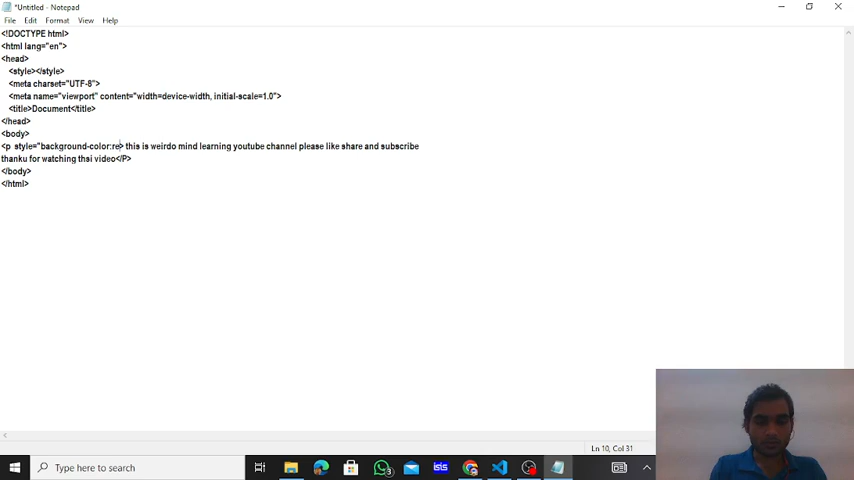 *Untitled - Notepad
File Edit Format View Help
<!DOCTYPE html>
<html lang="en">
<head>
<style></style>
<meta charset="UTF-8">
<meta name="viewport" content="width=device-width, initial-scale=1.0">
<title>Document</title>
</head>
<body>
<p style="background-color:re> this is weirdo mind learning youtube channel please like share and subscribe
thanku for watching thsi video</P>
</body>
</html>
Ln 10, Col 31
Type here to search
3
isis